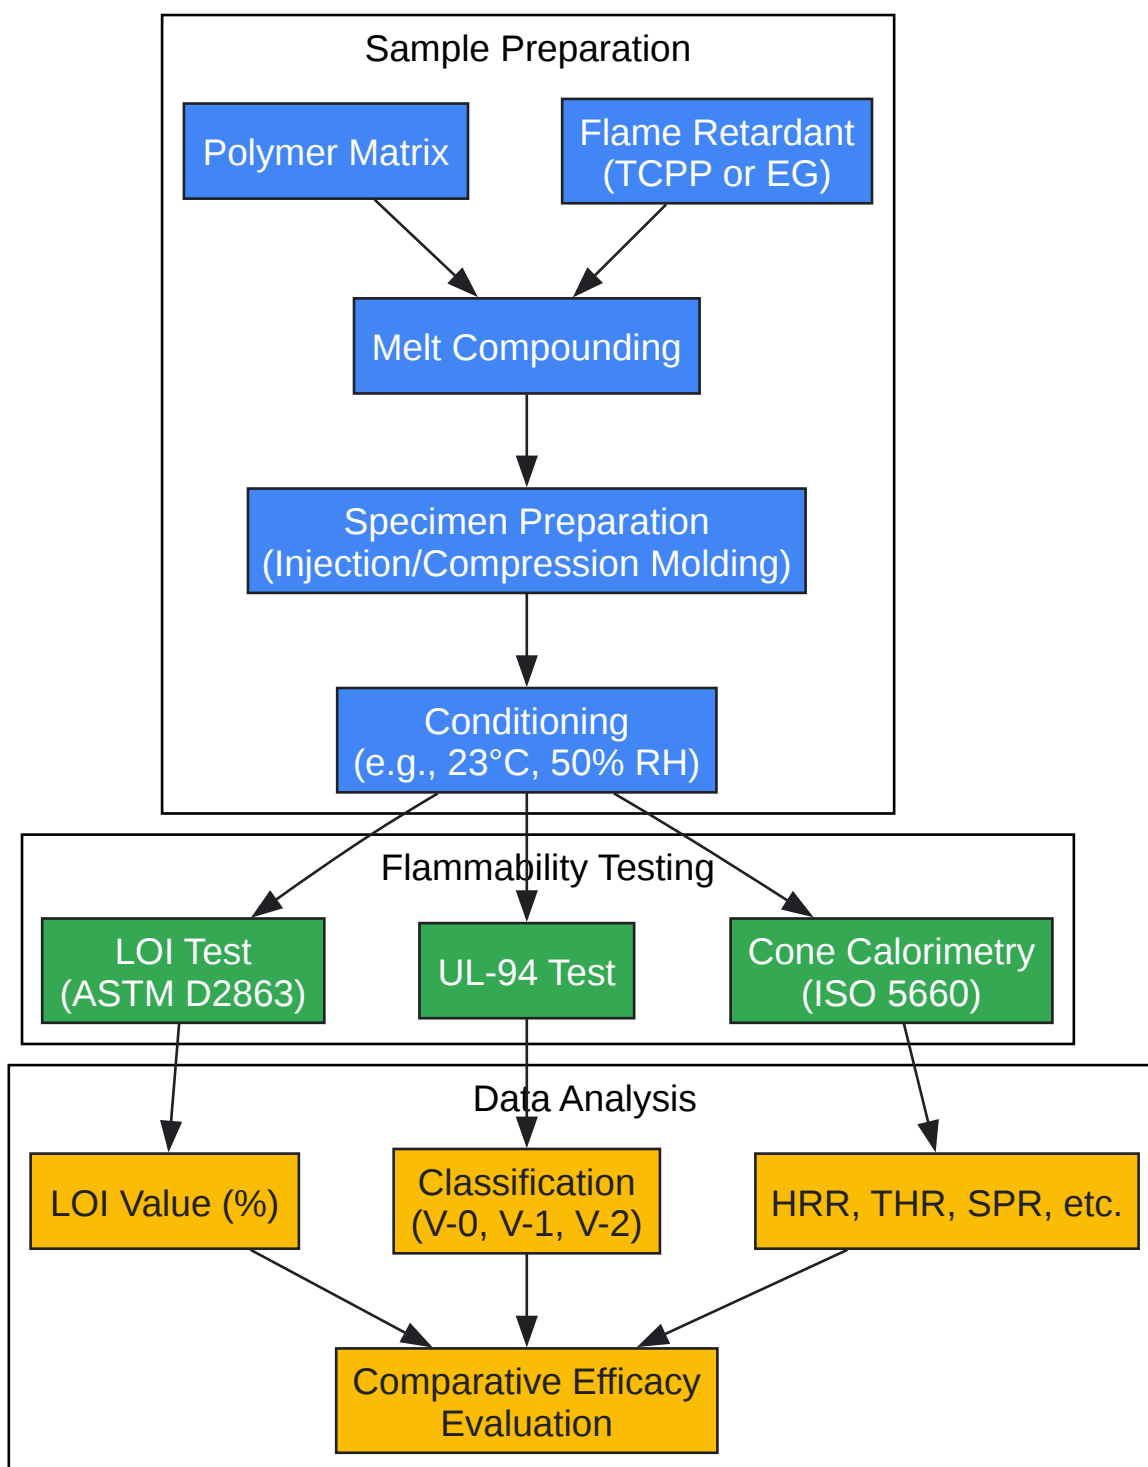 Sample Preparation
Polymer Matrix
Flame Retardant
(TCPP or EG)
Melt Compounding
Specimen Preparation
(Injection/Compression Molding)
Conditioning
(e.g., 23°C, 50% RH)
Flammability Testing
LOI Test
(ASTM D2863)
UL-94 Test
Cone Calorimetry
(ISO 5660)
Data Analysis
LOI Value (%)
Classification
(V-0, V-1, V-2)
HRR, THR, SPR, etc.
Comparative Efficacy
Evaluation